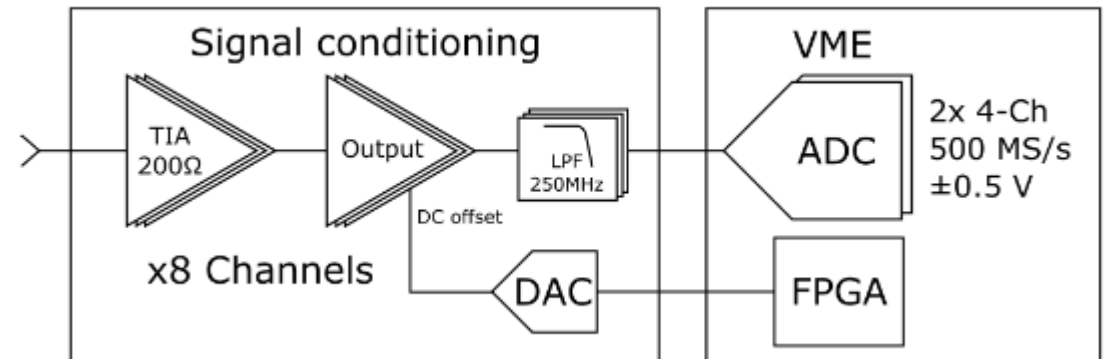 Signal conditioning
TIA
200Ω
Output
LPF
250MHz
DC offset
x8 Channels
DAC
VME
ADC
2x 4-Ch
500 MS/s
±0.5 V
FPGA